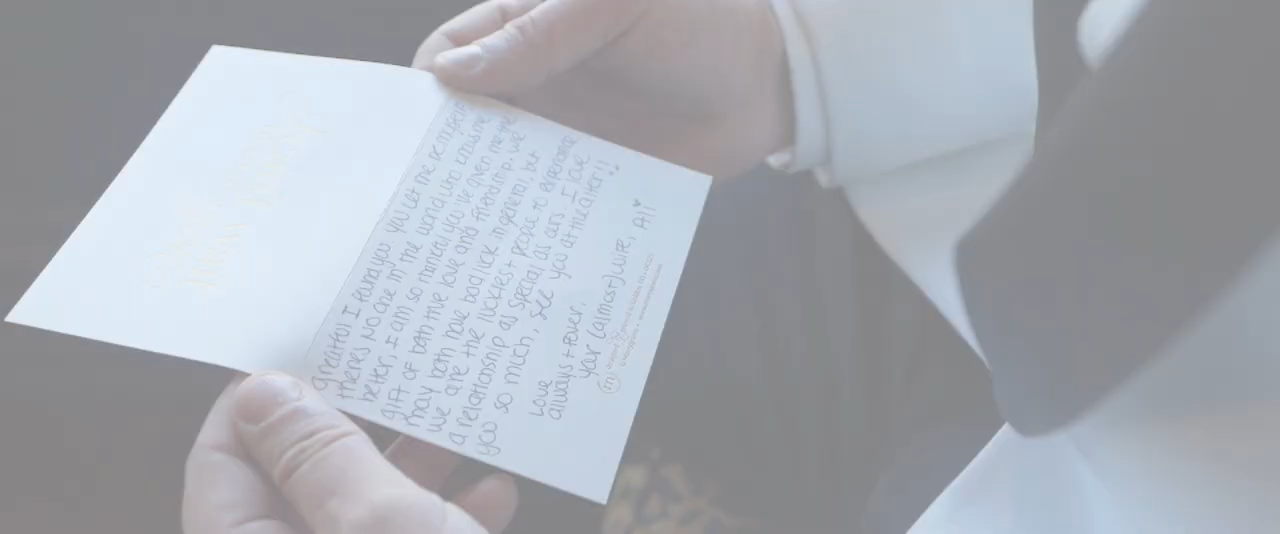 grateful I found you. You let me be myself
theres no one in the world who knows me
better, I am so thankful you've given me the
gift of both true love and friendship. we
may both have bad luck in general, but
we are the luckiest people to experience
a relationship as special as ours. I love
you so much, see you at the altar!!
Love
always + forever,
your (almost) wife, Ali